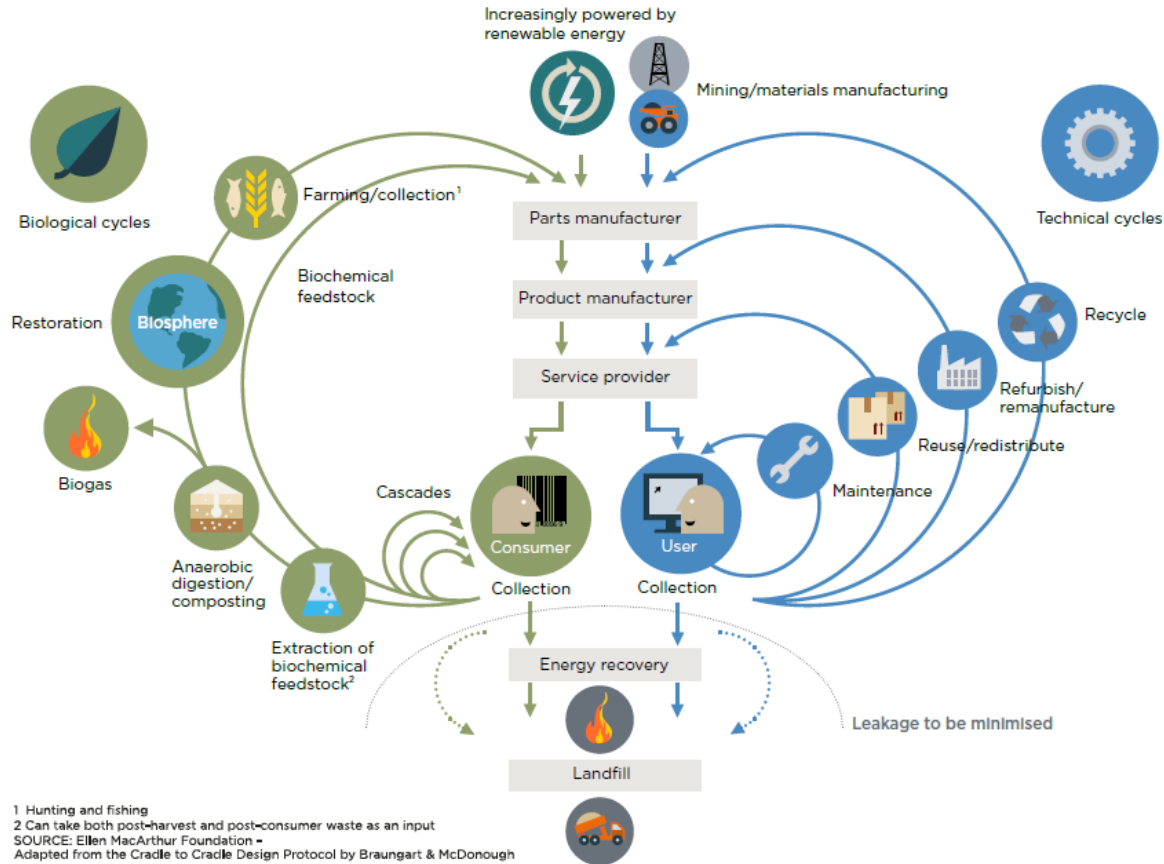 Increasingly powered by
renewable energy
Mining/materials manufacturing
Biological cycles
Farming/collection¹
Technical cycles
Parts manufacturer
Biochemical
feedstock
Product manufacturer
Restoration
Biosphere
Recycle
Service provider
Refurbish/
remanufacture
Reuse/redistribute
Biogas
Cascades
Maintenance
Consumer
User
Anaerobic
digestion/
composting
Collection
Collection
Extraction of
biochemical
feedstock²
Energy recovery
Leakage to be minimised
Landfill
1 Hunting and fishing
2 Can take both post-harvest and post-consumer waste as an input
SOURCE: Ellen MacArthur Foundation –
Adapted from the Cradle to Cradle Design Protocol by Braungart & McDonough